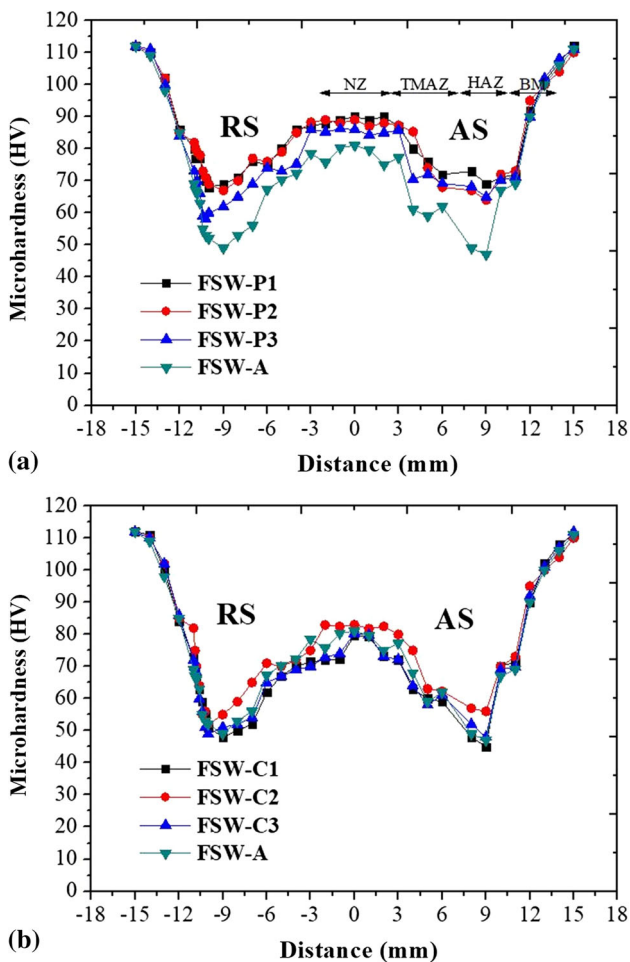 120
110
100
90
80
70
60
50
40
30
20
10
0
Microhardness (HV)
NZ TMAZ HAZ BM
RS AS
FSW-P1
FSW-P2
FSW-P3
FSW-A
-18 -15 -12 -9 -6 -3 0 3 6 9 12 15 18
(a) Distance (mm)
120
110
100
90
80
70
60
50
40
30
20
10
0
Microhardness (HV)
RS AS
FSW-C1
FSW-C2
FSW-C3
FSW-A
-18 -15 -12 -9 -6 -3 0 3 6 9 12 15 18
(b) Distance (mm)